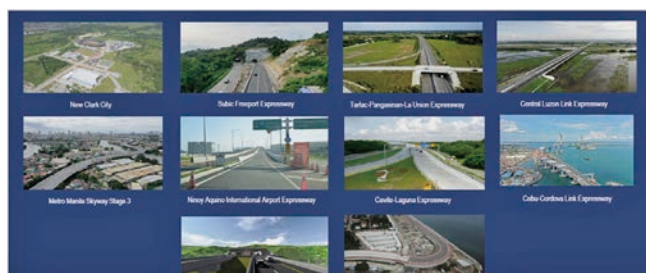 New Clark City
Subic Freeport Expressway
Tarlac-Pangasinan-La Union Expressway
Central Luzon Link Expressway
Metro Manila Skyway Stage 3
Ninoy Aquino International Airport Expressway
Cavite-Laguna Expressway
Cebu-Cordova Link Expressway